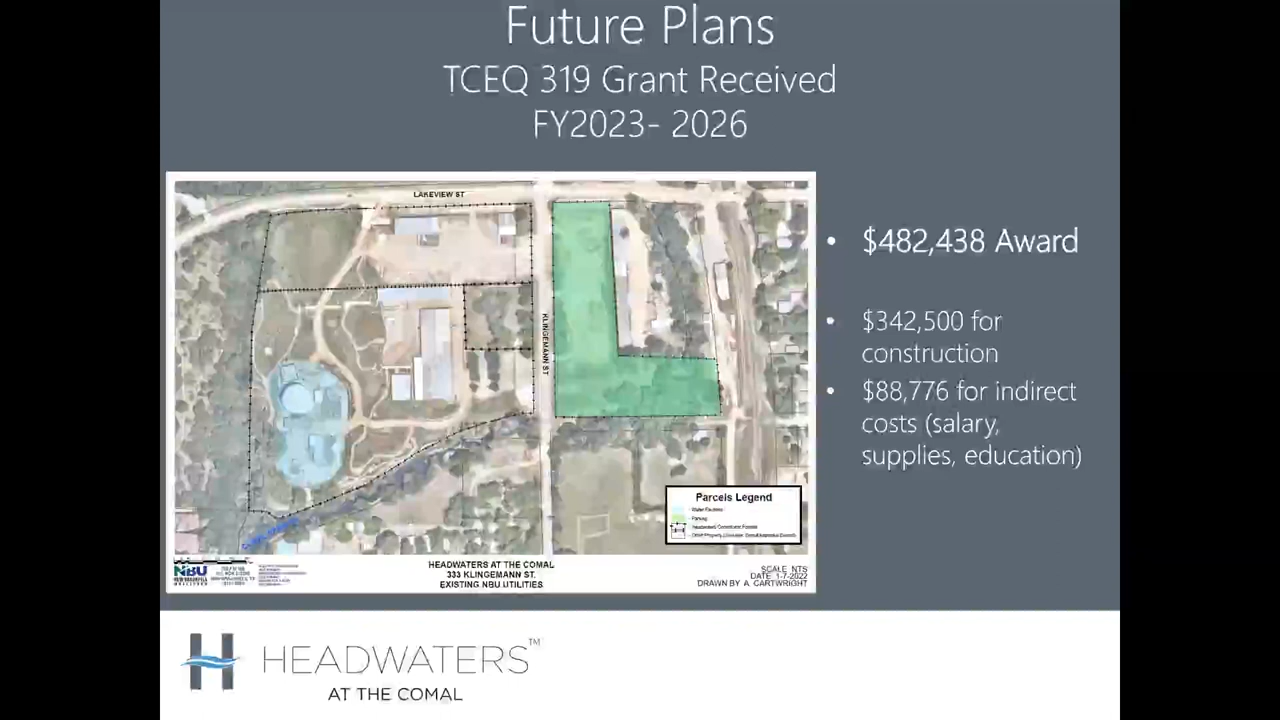 Future Plans
TCEQ 319 Grant Received
FY2023- 2026
LAKEVIEW ST
KLINGEMANN ST
• $482,438 Award
• $342,500 for
construction
• $88,776 for indirect
costs (salary,
supplies, education)
Parcels Legend
Parking
NBU
HEADWATERS AT THE COMAL
333 KLINGEMANN ST.
EXISTING NBU UTILITIES
SCALE NTS
DATE: 1-7-2022
DRAWN BY A. CARTWRIGHT
HEADWATERS™
AT THE COMAL